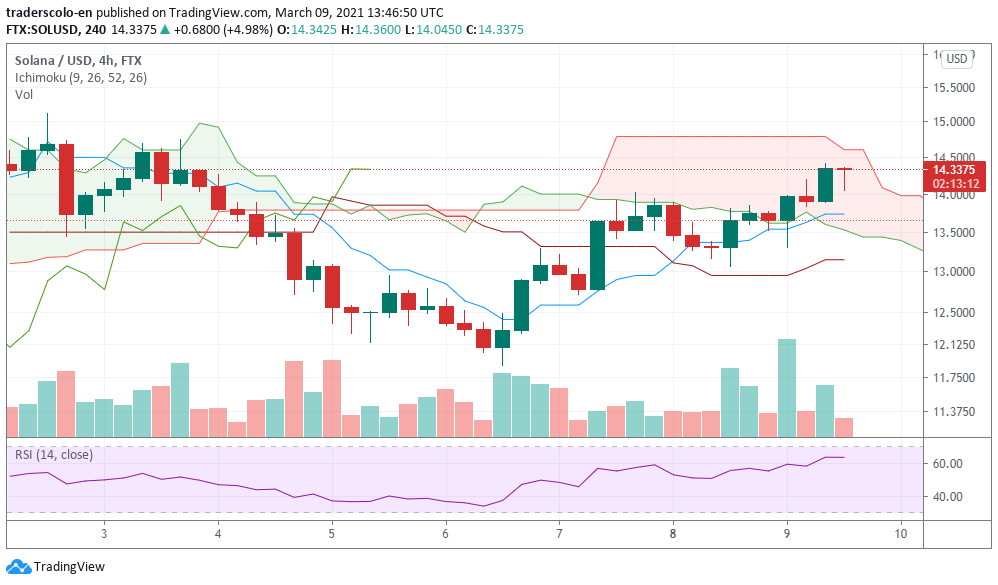 traderscolo-en published on TradingView.com, March 09, 2021 13:46:50 UTC
FTX:SOLUSD, 240 14.3375 ▲ +0.6800 (+4.98%) O:14.3425 H:14.3600 L:14.0450 C:14.3375
Solana / USD, 4h, FTX
Ichimoku (9, 26, 52, 26)
Vol
USD
15.5000
15.0000
14.5000
14.3375
02:13:12
14.0000
13.5000
13.0000
12.5000
12.1250
11.7500
11.3750
RSI (14, close)
60.00
40.00
3 4 5 6 7 8 9 10
TradingView